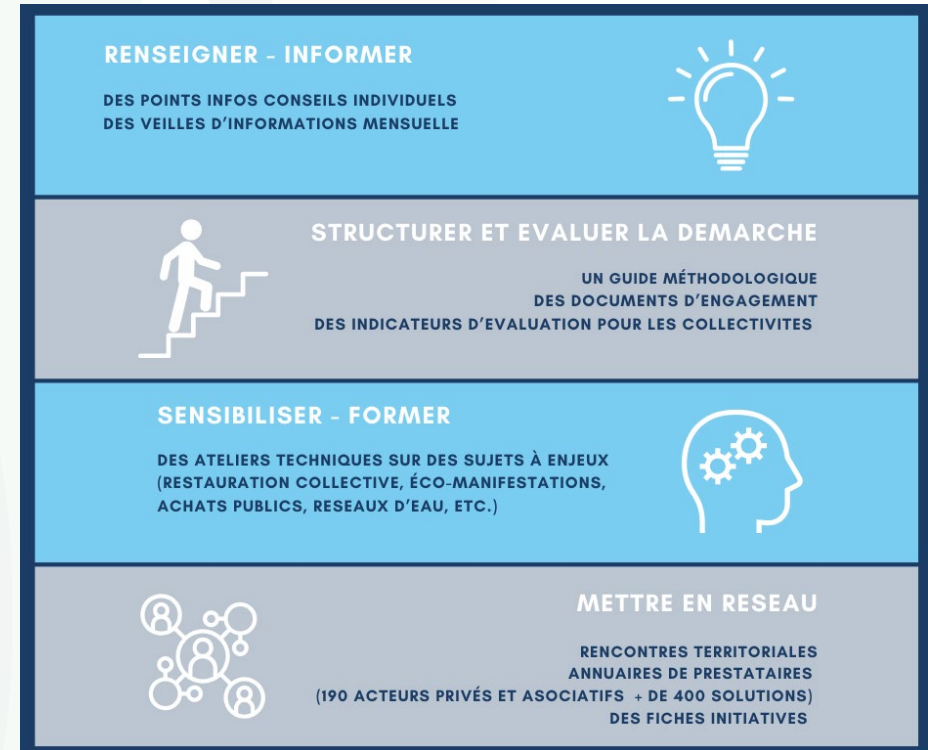 RENSEIGNER - INFORMER
DES POINTS INFOS CONSEILS INDIVIDUELS
DES VEILLES D'INFORMATIONS MENSUELLE
STRUCTURER ET EVALUER LA DEMARCHE
UN GUIDE MÉTHODOLOGIQUE
DES DOCUMENTS D'ENGAGEMENT
DES INDICATEURS D'EVALUATION POUR LES COLLECTIVITES
SENSIBILISER - FORMER
DES ATELIERS TECHNIQUES SUR DES SUJETS À ENJEUX
(RESTAURATION COLLECTIVE, ÉCO-MANIFESTATIONS,
ACHATS PUBLICS, RESEAUX D'EAU, ETC.)
METTRE EN RESEAU
RENCONTRES TERRITORIALES
ANNUAIRES DE PRESTATAIRES
(190 ACTEURS PRIVÉS ET ASOCIATIFS + DE 400 SOLUTIONS)
DES FICHES INITIATIVES